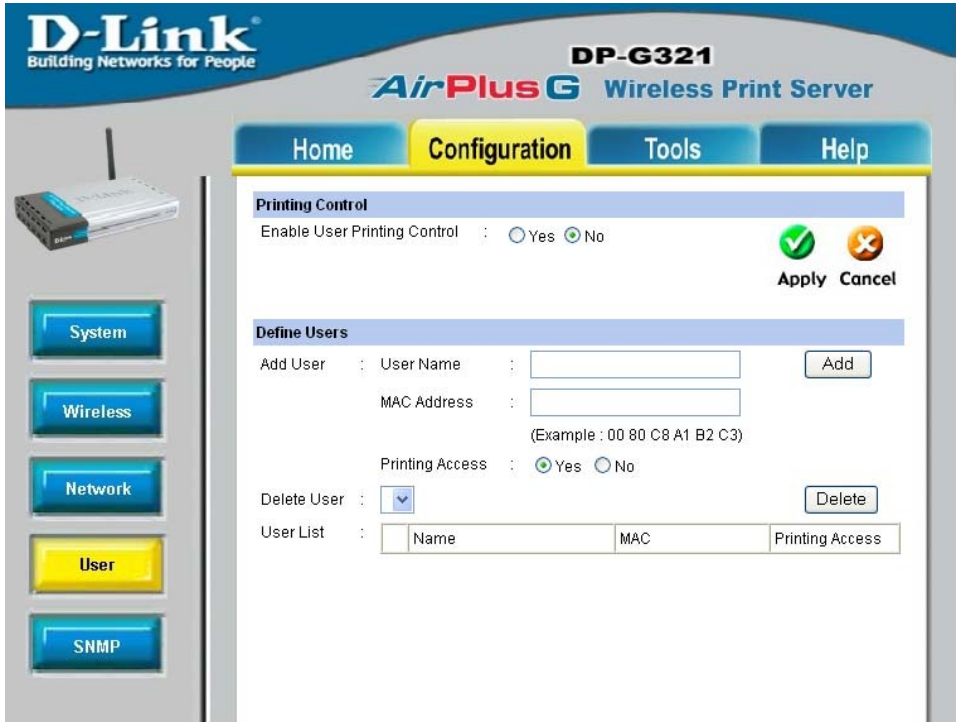 D-Link
Building Networks for People
DP-G321
AirPlus G Wireless Print Server
Home Configuration Tools Help
D-Link
D-Link
Printing Control
Enable User Printing Control : Yes No
Apply Cancel
System
Wireless
Network
User
SNMP
Define Users
Add User : User Name : Add
MAC Address :
(Example : 00 80 C8 A1 B2 C3)
Printing Access : Yes No
Delete User : Delete
User List :
Name MAC Printing Access